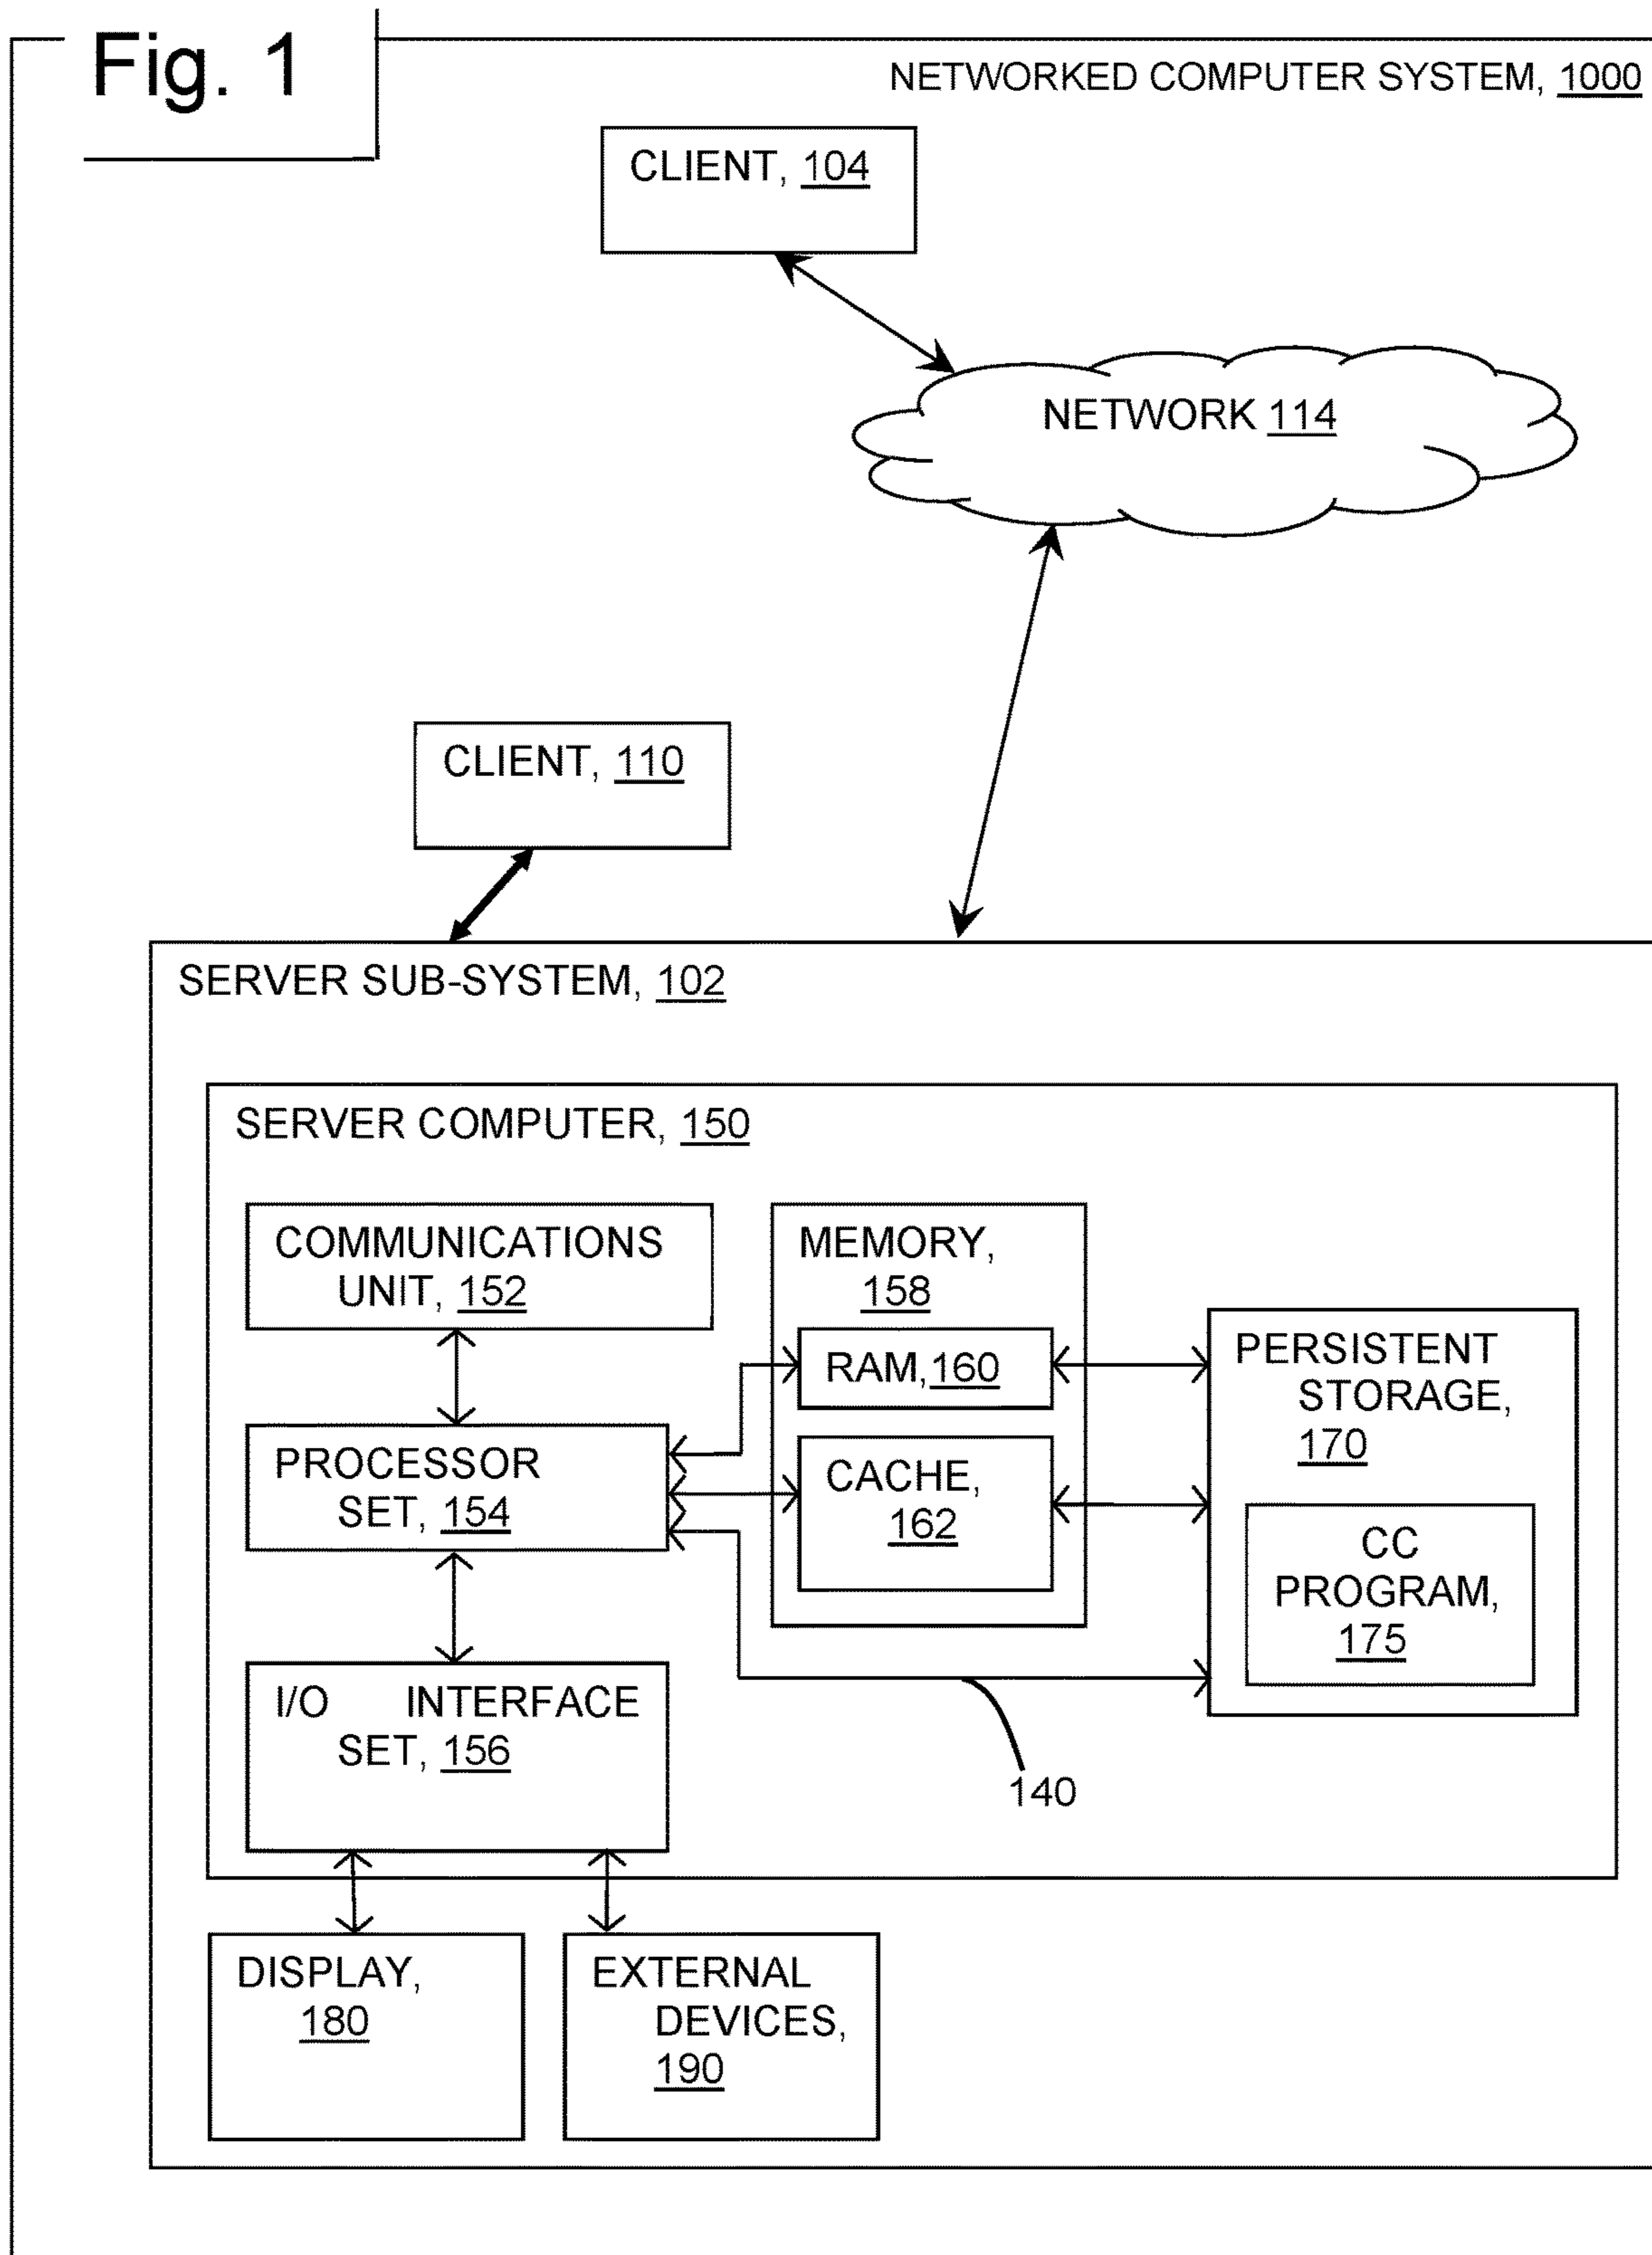 Fig. 1
NETWORKED COMPUTER SYSTEM, 1000
CLIENT, 104
NETWORK 114
CLIENT, 110
SERVER SUB-SYSTEM, 102
SERVER COMPUTER, 150
COMMUNICATIONS
UNIT, 152
MEMORY,
158
RAM, 160
PERSISTENT
STORAGE,
170
PROCESSOR
SET, 154
CACHE,
162
CC
PROGRAM,
175
I/O INTERFACE
SET, 156
140
DISPLAY,
180
EXTERNAL
DEVICES,
190